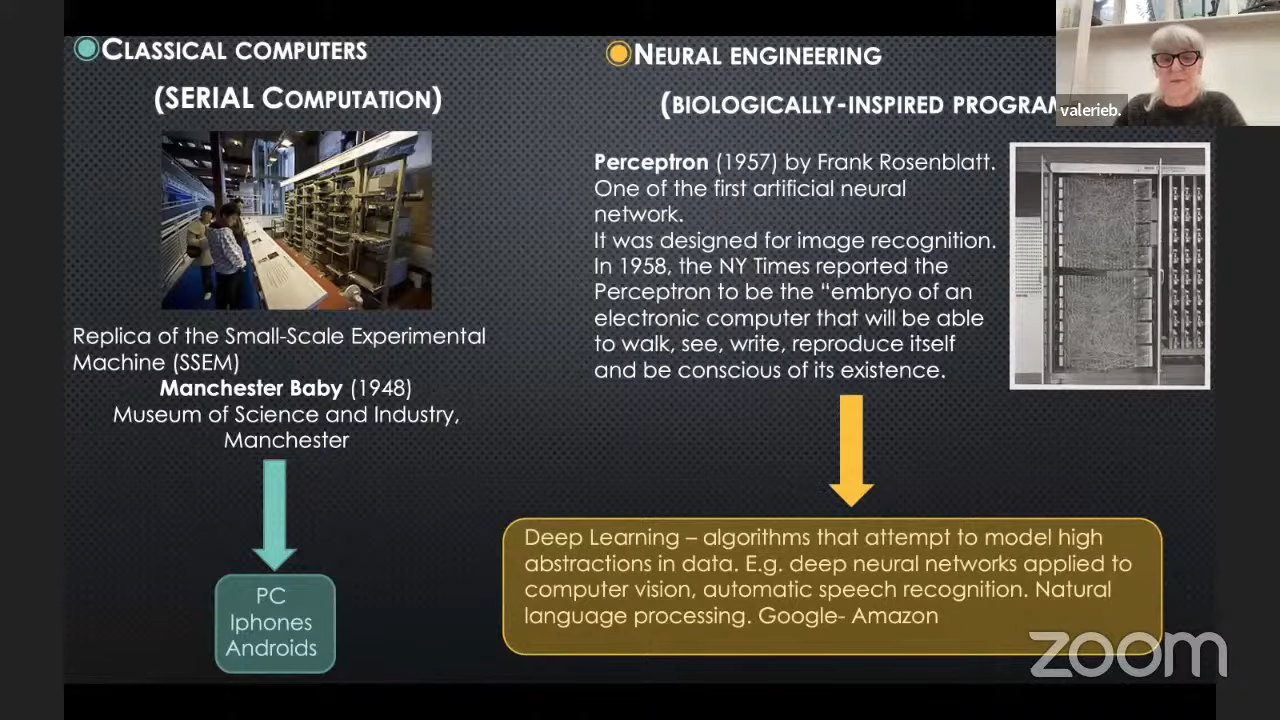 CLASSICAL COMPUTERS
(SERIAL COMPUTATION)
Replica of the Small-Scale Experimental
Machine (SSEM)
Manchester Baby (1948)
Museum of Science and Industry,
Manchester
PC
Iphones
Androids
NEURAL ENGINEERING
(BIOLOGICALLY-INSPIRED PROGRAM
Perceptron (1957) by Frank Rosenblatt.
One of the first artificial neural
network.
It was designed for image recognition.
In 1958, the NY Times reported the
Perceptron to be the “embryo of an
electronic computer that will be able
to walk, see, write, reproduce itself
and be conscious of its existence.
Deep Learning – algorithms that attempt to model high
abstractions in data. E.g. deep neural networks applied to
computer vision, automatic speech recognition. Natural
language processing. Google- Amazon
valerieb.
zoom